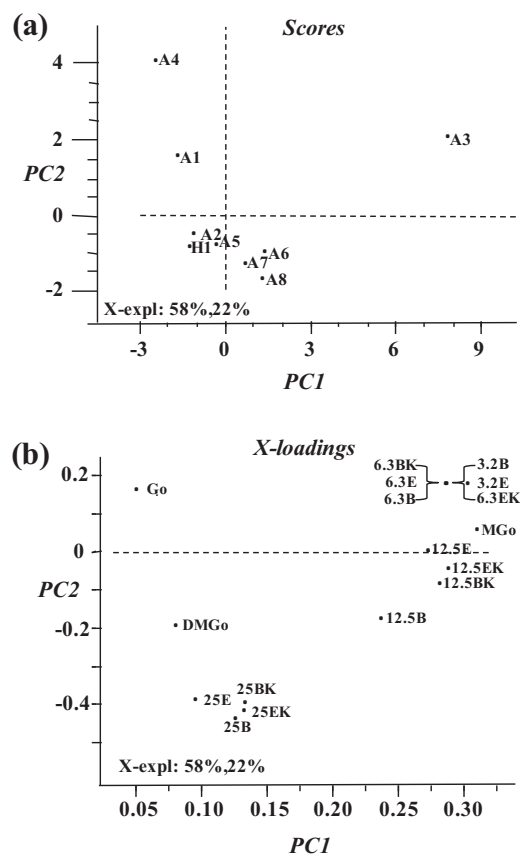 (a)
Scores
4
2
0
-2
PC2
A4
A1
A3
A2
H1
A5
A6
A7
A8
X-expl: 58%,22%
-3 0 3 6 9
PC1
(b)
X-loadings
0.2
0
-0.2
-0.4
PC2
Go
6.3BK
6.3E
6.3B
3.2B
3.2E
6.3EK
MGo
12.5E
12.5EK
12.5BK
12.5B
DMGo
25BK
25E
25EK
25B
X-expl: 58%,22%
0.05 0.10 0.15 0.20 0.25 0.30
PC1